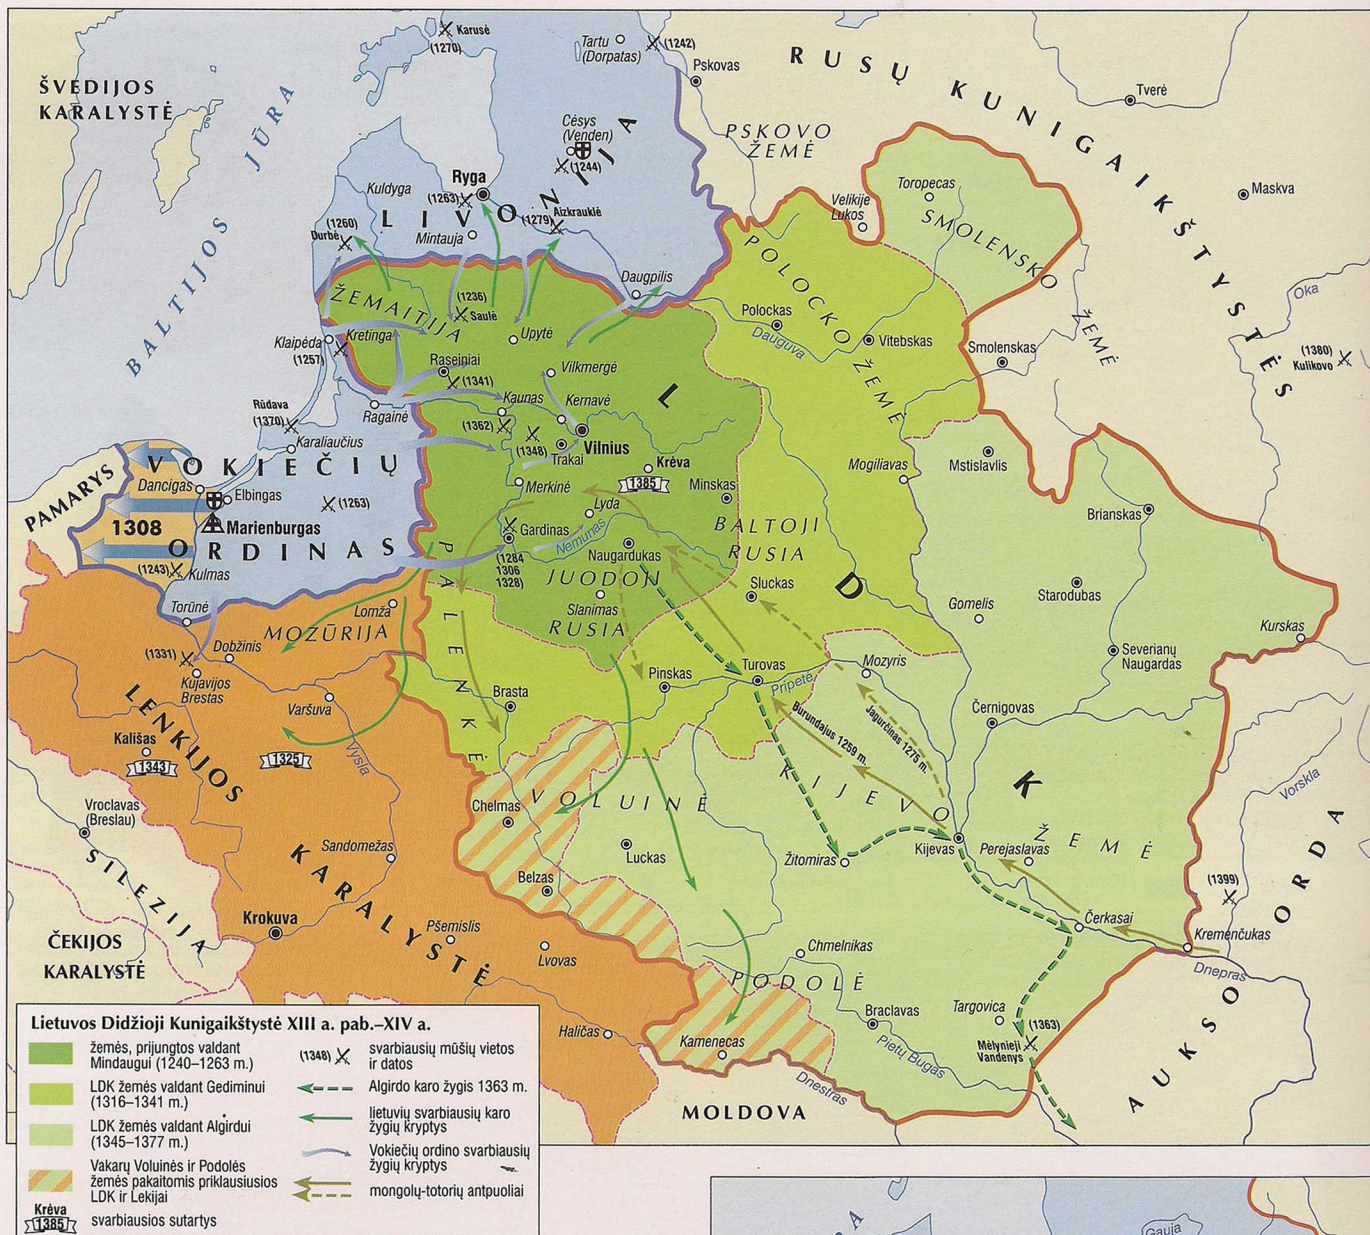 ŠVEDIJOS
KARALYSTĖ
BALTIJOS JŪRA
Karusė
(1270)
Tartu
(Dorpatas)
(1242)
Pskovas
RUSŲ KUNIGAIKŠTYSTĖS
Tverė
Maskva
PSKOVO
ŽEMĖ
Cėsys
(Venden)
(1244)
LIVONIJA
Ryga
(1263)
Kuldyga
(1260)
Durbė
Mintauja
(1279)
Aizkrauklė
Daugpilis
Velikije
Lukos
Toropecas
SMOLENSKO
ŽEMĖ
Oka
(1380)
Kulikovo
POLOCKO ŽEMĖ
Polockas
Dauguva
Vitebskas
Smolenskas
ŽEMAITIJA
(1236)
Saulė
Upytė
Klaipėda
(1257)
Kretinga
Raseiniai
(1341)
Vilkmergė
Ragainė
Kaunas
(1362)
Kernavė
(1348)
Vilnius
Trakai
Krėva
1385
Minskas
Merkinė
Lyda
Gardinas
(1284
1306
1328)
Nemunas
Naugardukas
JUODOJI
RUSIA
Slanimas
BALTOJI
RUSIA
Sluckas
LDK
Mogiliavas
Mstislavlis
Brianskas
Starodubas
Gomelis
Severianų
Naugardas
Kurskas
Rūdava
(1370)
Karaliaučius
VOKIEČIŲ
ORDINAS
PAMARYS
Dancigas
Elbingas
(1263)
Marienburgas
1308
(1243)
Kulmas
Torūnė
Lomža
MOZŪRIJA
Dobžinis
(1331)
Kujavijos
Brestas
Varšuva
PALENKĖ
Brasta
Pinskas
Turovas
Pripetė
Mozyris
Černigovas
Burundajus 1259 m.
Jagurčinas 1275 m.
LENKIJOS
KARALYSTĖ
Kališas
1343
1325
Vysla
Vroclavas
(Breslau)
SILEZIJA
Sandomežas
Krokuva
ČEKIJOS
KARALYSTĖ
Pšemislis
Lvovas
Haličas
Chelmas
VOLUINĖ
Belzas
Luckas
KIJEVO
ŽEMĖ
Žitomiras
Kijevas
Perejaslavas
Čerkasai
Kremenčukas
Dnepras
(1399)
Vorskla
AUKSO ORDA
Chmelnikas
PODOLĖ
Braclavas
Targovica
(1363)
Mėlynieji
Vandenys
Pietų Bugas
Kamenecas
Dnestras
MOLDOVA
Lietuvos Didžioji Kunigaikštystė XIII a. pab.–XIV a.
žemės, prijungtos valdant
Mindaugui (1240–1263 m.)
LDK žemės valdant Gediminui
(1316–1341 m.)
LDK žemės valdant Algirdui
(1345–1377 m.)
Vakarų Voluinės ir Podolės
žemės pakaitomis priklausiusios
LDK ir Lekijai
Krėva
1385
svarbiausios sutartys
(1348)
svarbiausių mūšių vietos
ir datos
Algirdo karo žygis 1363 m.
lietuvių svarbiausių karo
žygių kryptys
Vokiečių ordino svarbiausių
žygių kryptys
mongolų-totorių antpuoliai
Gauja